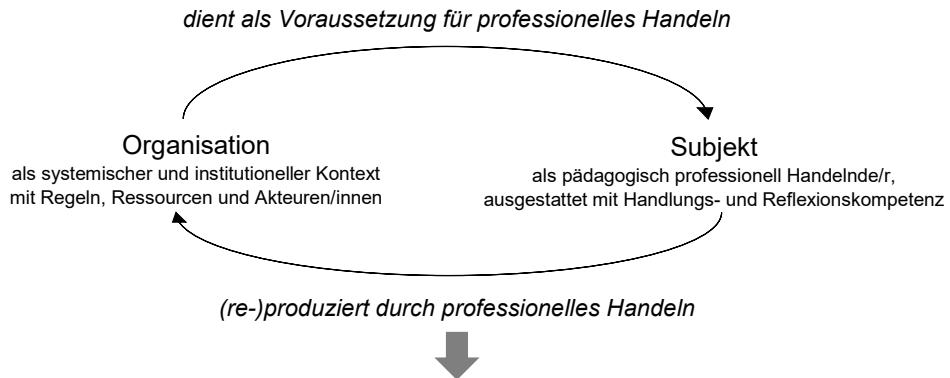 dient als Voraussetzung für professionelles Handeln
Organisation
als systemischer und institutioneller Kontext
mit Regeln, Ressourcen und Akteuren/innen
Subjekt
als pädagogisch professionell Handelnde/r,
ausgestattet mit Handlungs- und Reflexionskompetenz
(re-)produziert durch professionelles Handeln